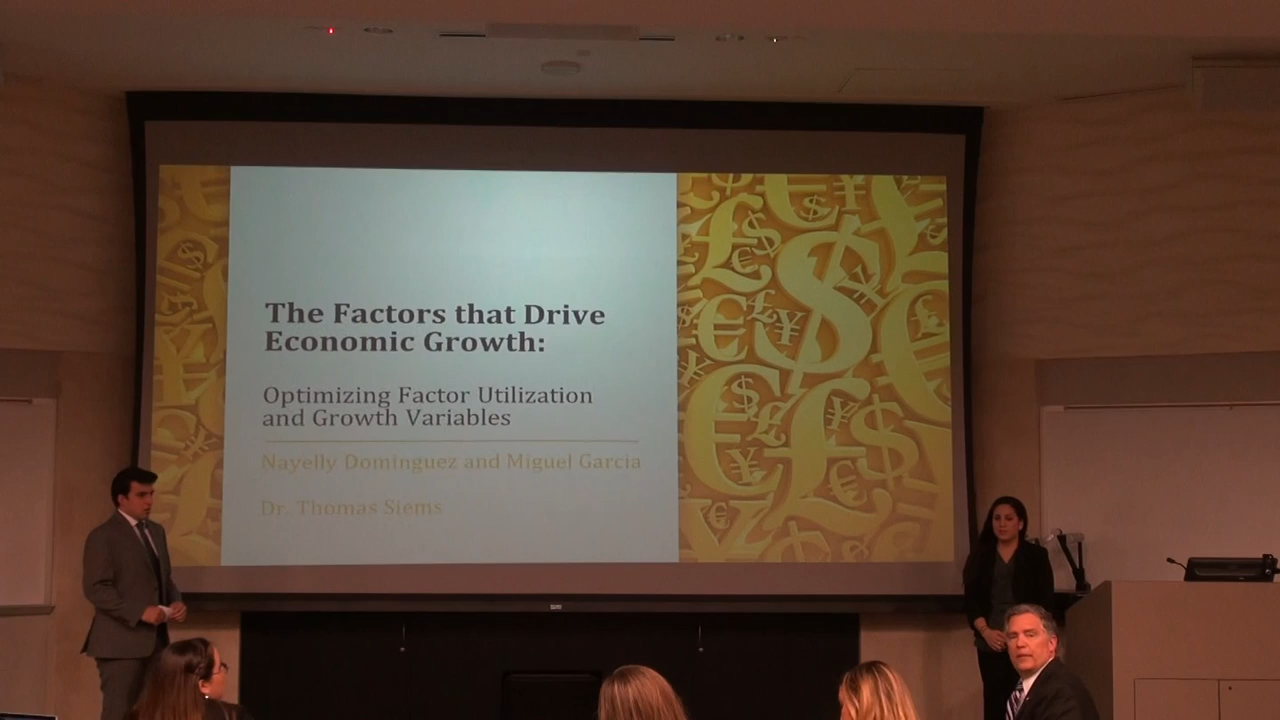 The Factors that Drive
Economic Growth:
Optimizing Factor Utilization
and Growth Variables
Nayelly Dominguez and Miguel Garcia
Dr. Thomas Siems